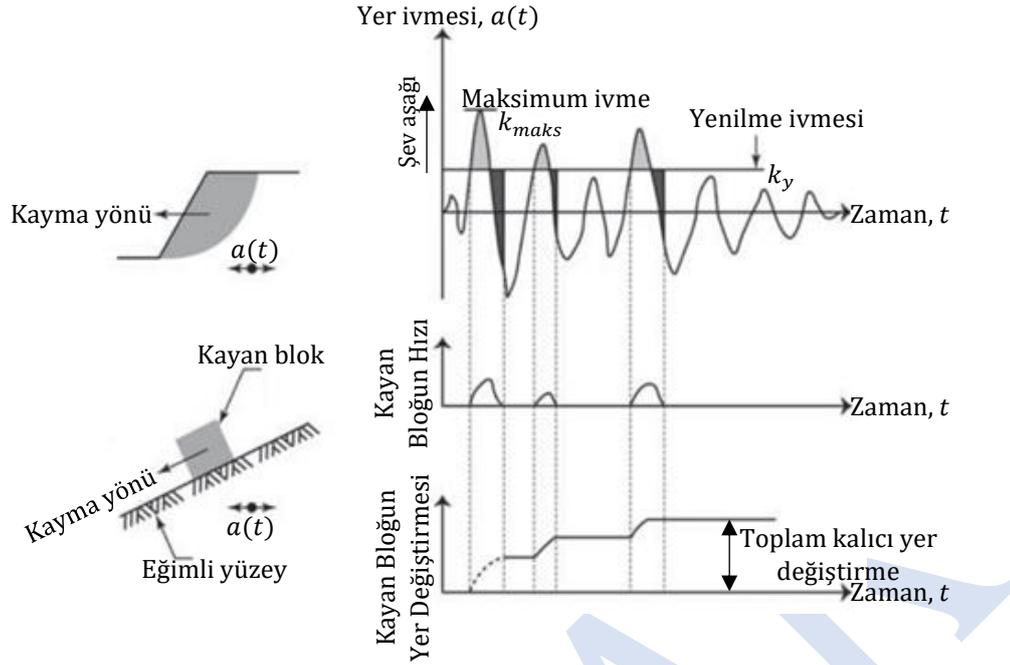 Yer ivmesi, a(t)
Şev aşağı
Maksimum ivme
k_maks
Yenilme ivmesi
k_y
Zaman, t
Kayma yönü
a(t)
Kayan blok
Kayma yönü
a(t)
Eğimli yüzey
Kayan
Bloğun Hızı
Zaman, t
Kayan Bloğun
Yer Değiştirmesi
Toplam kalıcı yer
değiştirme
Zaman, t